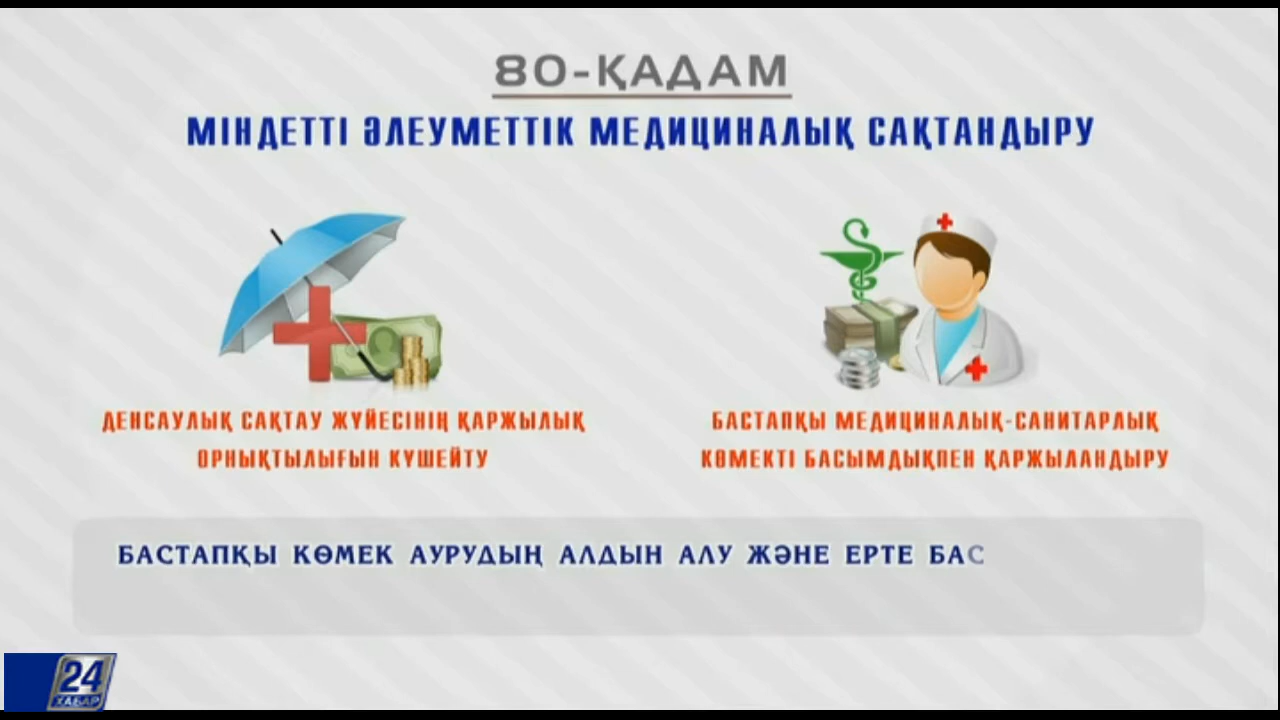 80-ҚАДАМ
МІНДЕТТІ ӘЛЕУМЕТТІК МЕДИЦИНАЛЫҚ САҚТАНДЫРУ
ДЕНСАУЛЫҚ САҚТАУ ЖҮЙЕСІНІҢ ҚАРЖЫЛЫҚ
ОРНЫҚТЫЛЫҒЫН КҮШЕЙТУ
БАСТАПҚЫ МЕДИЦИНАЛЫҚ-САНИТАРЛЫҚ
КӨМЕКТІ БАСЫМДЫҚПЕН ҚАРЖЫЛАНДЫРУ
БАСТАПҚЫ КӨМЕК АУРУДЫҢ АЛДЫН АЛУ ЖӘНЕ ЕРТЕ БАС
24
ХАБАР